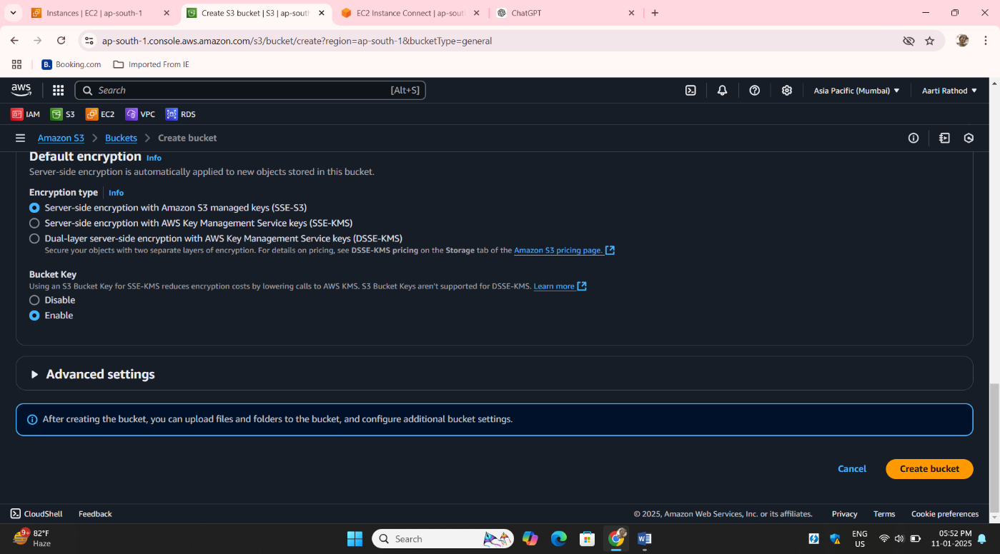 Instances | EC2 | ap-south-1
Create S3 bucket | S3 | ap-south
EC2 Instance Connect | ap-sout
ChatGPT
ap-south-1.console.aws.amazon.com/s3/bucket/create?region=ap-south-1&bucketType=general
B. Booking.com
Imported From IE
aws
Search
[Alt+S]
Asia Pacific (Mumbai)
Aarti Rathod
IAM
S3
EC2
VPC
RDS
Amazon S3 > Buckets > Create bucket
Default encryption Info
Server-side encryption is automatically applied to new objects stored in this bucket.
Encryption type Info
Server-side encryption with Amazon S3 managed keys (SSE-S3)
Server-side encryption with AWS Key Management Service keys (SSE-KMS)
Dual-layer server-side encryption with AWS Key Management Service keys (DSSE-KMS)
Secure your objects with two separate layers of encryption. For details on pricing, see DSSE-KMS pricing on the Storage tab of the Amazon S3 pricing page.
Bucket Key
Using an S3 Bucket Key for SSE-KMS reduces encryption costs by lowering calls to AWS KMS. S3 Bucket Keys aren't supported for DSSE-KMS. Learn more
Disable
Enable
Advanced settings
After creating the bucket, you can upload files and folders to the bucket, and configure additional bucket settings.
Cancel
Create bucket
CloudShell
Feedback
© 2025, Amazon Web Services, Inc. or its affiliates.
Privacy
Terms
Cookie preferences
9+
82°F
Haze
Search
ENG
US
05:52 PM
11-01-2025